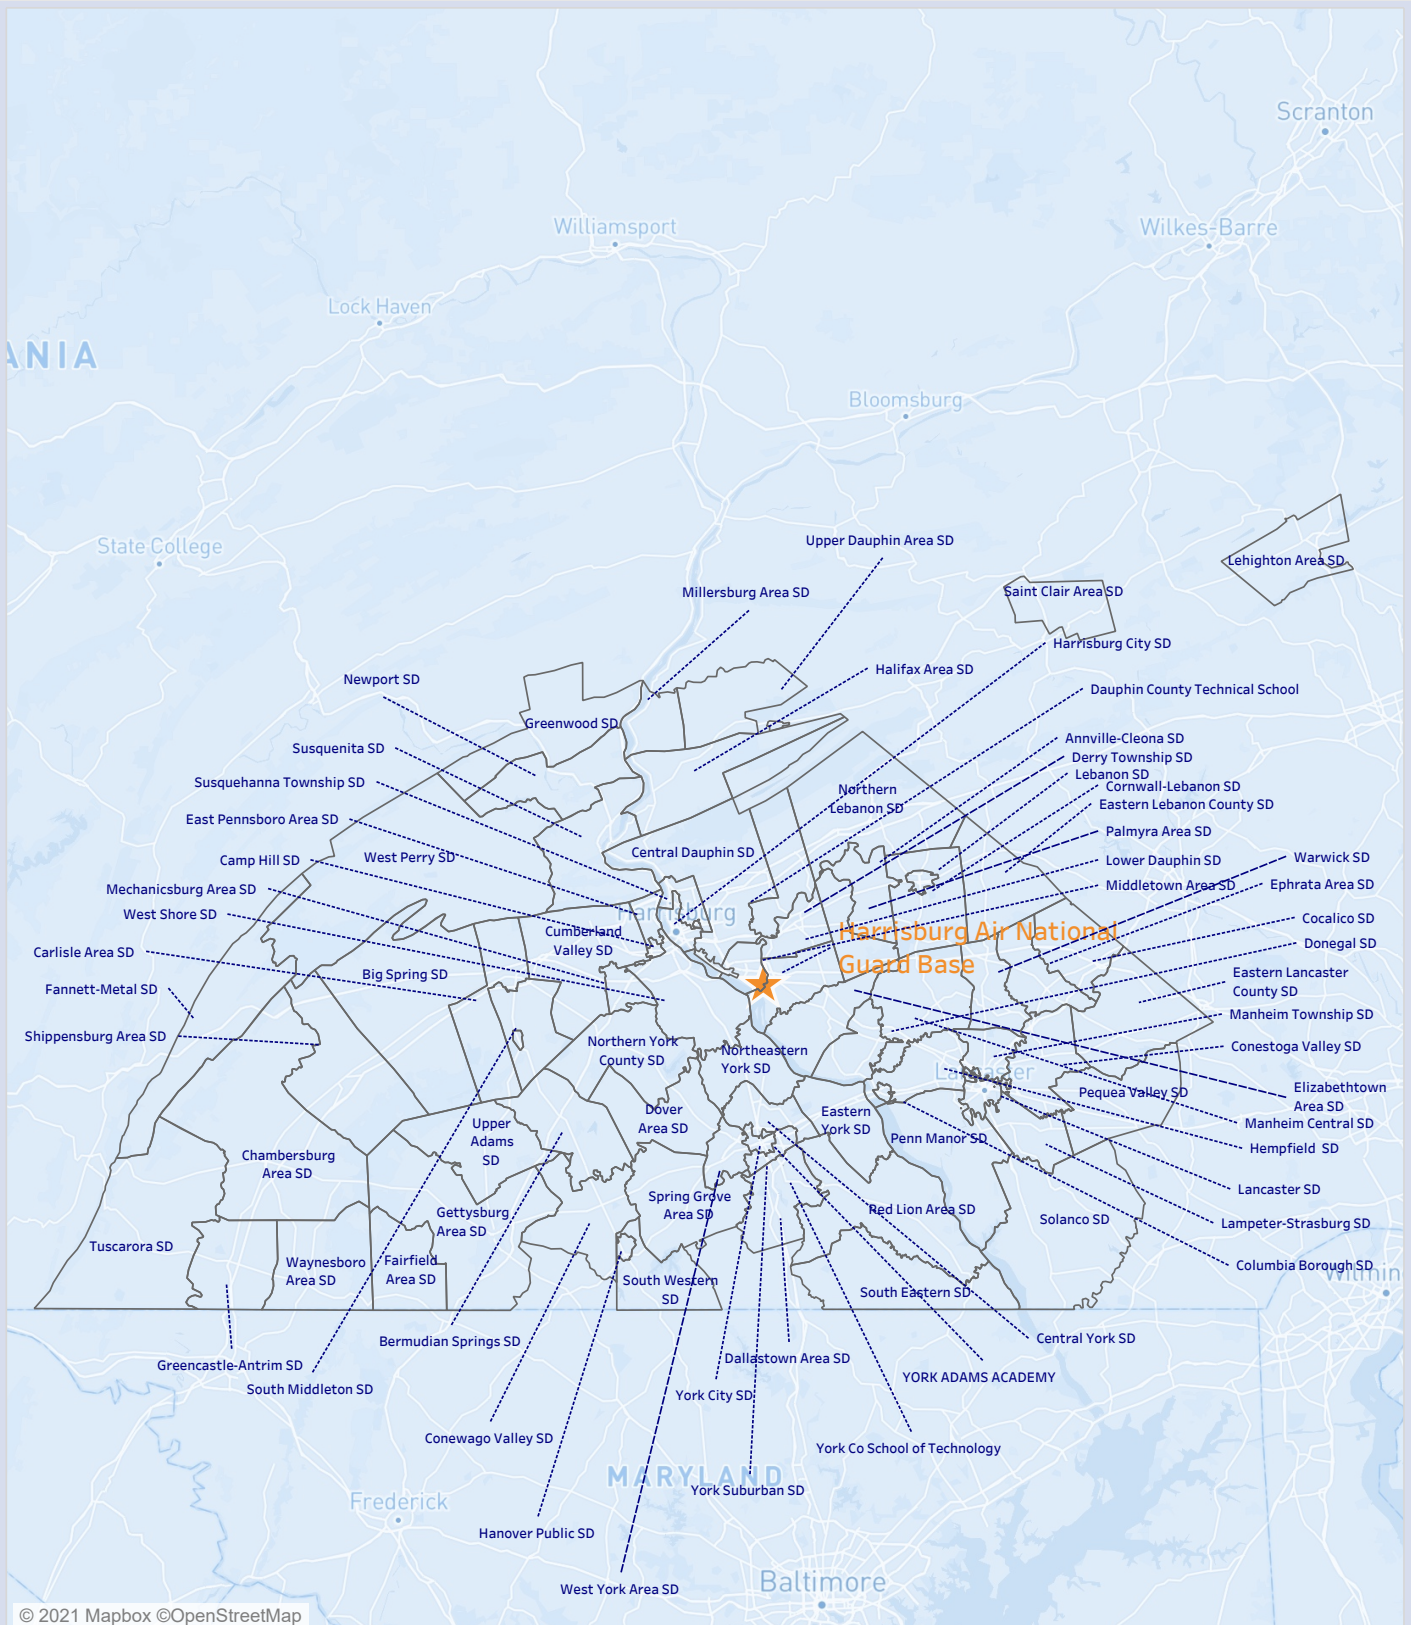 Scranton
Williamsport
Wilkes-Barre
Lock Haven
ANIA
Bloomsburg
State College
Upper Dauphin Area SD
Lehighton Area SD
Millersburg Area SD
Saint Clair Area SD
Harrisburg City SD
Halifax Area SD
Newport SD
Dauphin County Technical School
Greenwood SD
Annville-Cleona SD
Susquenita SD
Derry Township SD
Lebanon SD
Susquehanna Township SD
Cornwall-Lebanon SD
Northern
Lebanon SD
Eastern Lebanon County SD
East Pennsboro Area SD
Palmyra Area SD
Central Dauphin SD
West Perry SD
Camp Hill SD
Lower Dauphin SD
Warwick SD
Mechanicsburg Area SD
Middletown Area SD
Ephrata Area SD
West Shore SD
Harrisburg
Cocalico SD
Cumberland
Valley SD
Harrisburg Air National
Guard Base
Donegal SD
Carlisle Area SD
Big Spring SD
Eastern Lancaster
County SD
Fannett-Metal SD
Manheim Township SD
Shippensburg Area SD
Northern York
County SD
Northeastern
York SD
Conestoga Valley SD
Lancaster
Pequea Valley SD
Elizabethtown
Area SD
Dover
Area SD
Eastern
York SD
Upper
Adams
SD
Manheim Central SD
Penn Manor SD
Hempfield SD
Chambersburg
Area SD
Lancaster SD
Spring Grove
Area SD
Gettysburg
Area SD
Red Lion Area SD
Solanco SD
Lampeter-Strasburg SD
Tuscarora SD
Waynesboro
Area SD
Fairfield
Area SD
Columbia Borough SD
Wilmin
South Western
SD
South Eastern SD
Bermudian Springs SD
Central York SD
Greencastle-Antrim SD
Dallastown Area SD
YORK ADAMS ACADEMY
South Middleton SD
York City SD
Conewago Valley SD
York Co School of Technology
MARYLAND
York Suburban SD
Frederick
Hanover Public SD
Baltimore
West York Area SD
© 2021 Mapbox ©OpenStreetMap